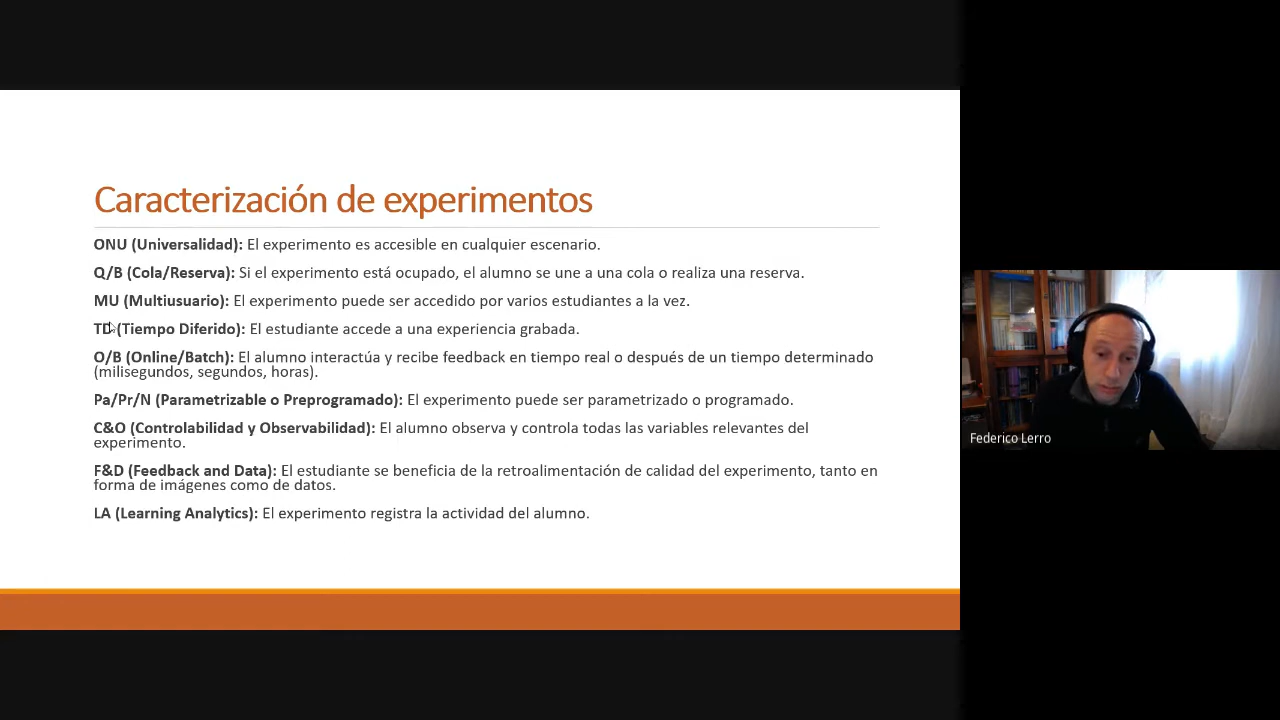 Caracterización de experimentos
ONU (Universalidad): El experimento es accesible en cualquier escenario.
Q/B (Cola/Reserva): Si el experimento está ocupado, el alumno se une a una cola o realiza una reserva.
MU (Multiusuario): El experimento puede ser accedido por varios estudiantes a la vez.
TD (Tiempo Diferido): El estudiante accede a una experiencia grabada.
O/B (Online/Batch): El alumno interactúa y recibe feedback en tiempo real o después de un tiempo determinado
(milisegundos, segundos, horas).
Pa/Pr/N (Parametrizable o Preprogramado): El experimento puede ser parametrizado o programado.
C&O (Controlabilidad y Observabilidad): El alumno observa y controla todas las variables relevantes del
experimento.
F&D (Feedback and Data): El estudiante se beneficia de la retroalimentación de calidad del experimento, tanto en
forma de imágenes como de datos.
LA (Learning Analytics): El experimento registra la actividad del alumno.
Federico Lerro